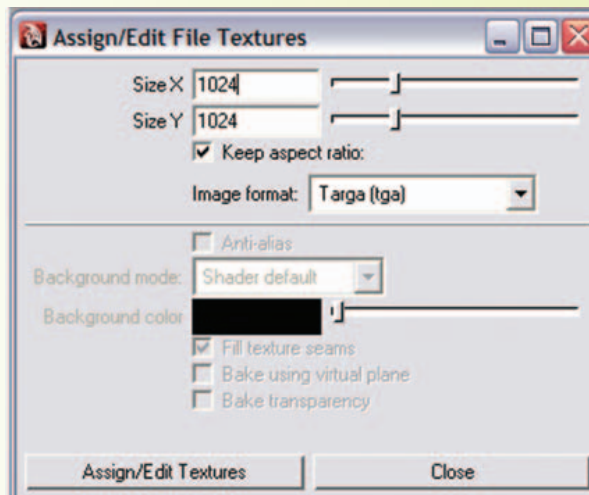 Assign/Edit File Textures
Size X 1024
Size Y 1024
Keep aspect ratio:
Image format: Targa (tga)
Anti-alias
Background mode: Shader default
Background color
Fill texture seams
Bake using virtual plane
Bake transparency
Assign/Edit Textures Close